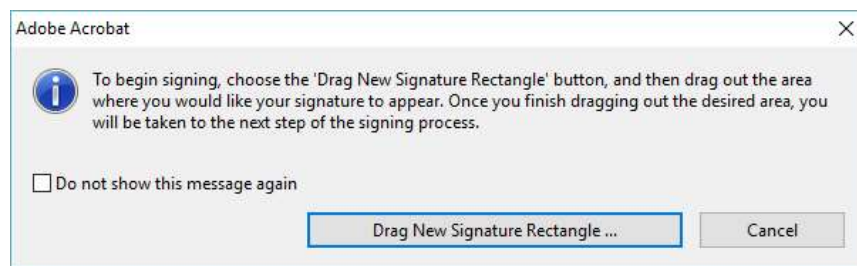 Adobe Acrobat
To begin signing, choose the 'Drag New Signature Rectangle' button, and then drag out the area
where you would like your signature to appear. Once you finish dragging out the desired area, you
will be taken to the next step of the signing process.
Do not show this message again
Drag New Signature Rectangle ...
Cancel